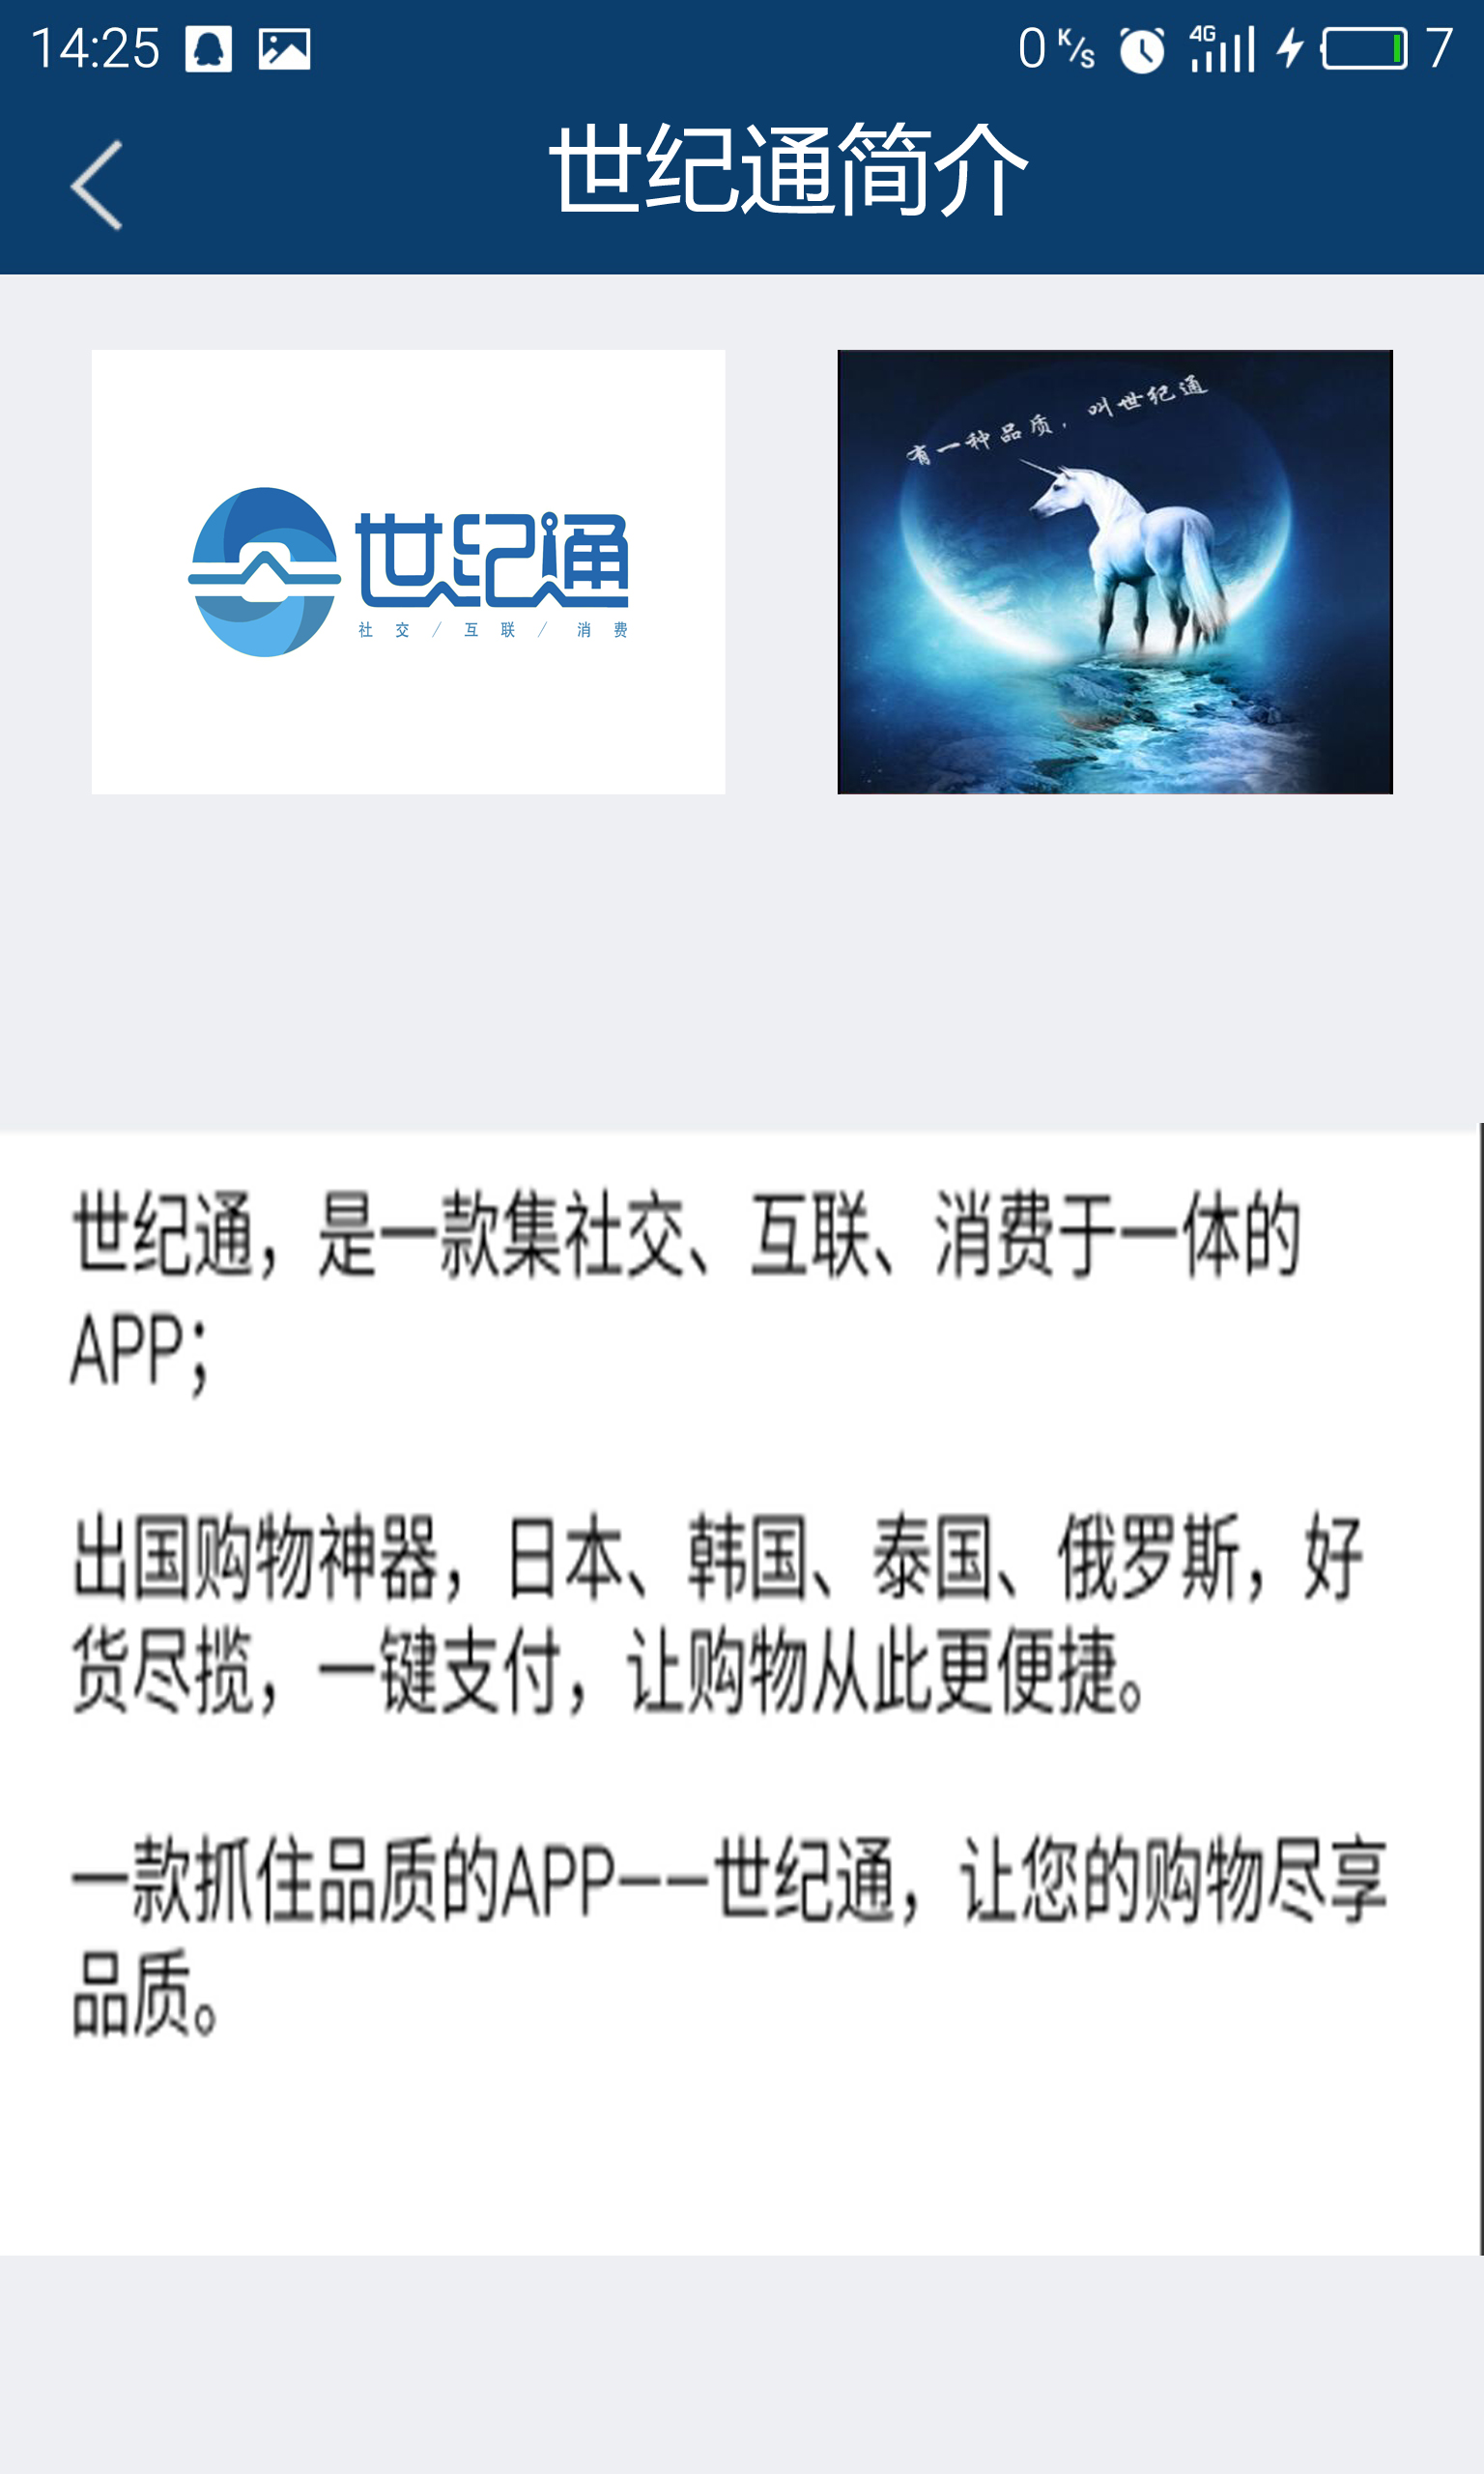 14:25
0 K/s 4G 7
世纪通简介
有一种品质，叫世纪通
世纪通
社交/互联/消费
世纪通，是一款集社交、互联、消费于一体的
APP；
出国购物神器，日本、韩国、泰国、俄罗斯，好
货尽揽，一键支付，让购物从此更便捷。
一款抓住品质的APP——世纪通，让您的购物尽享
品质。